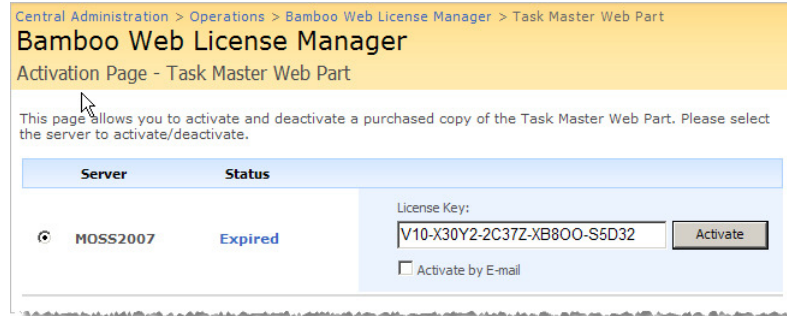 Central Administration > Operations > Bamboo Web License Manager > Task Master Web Part
Bamboo Web License Manager
Activation Page - Task Master Web Part
This page allows you to activate and deactivate a purchased copy of the Task Master Web Part. Please select
the server to activate/deactivate.
Server Status
License Key:
MOSS2007 Expired V10-X30Y2-2C37Z-XB8OO-S5D32 Activate
Activate by E-mail